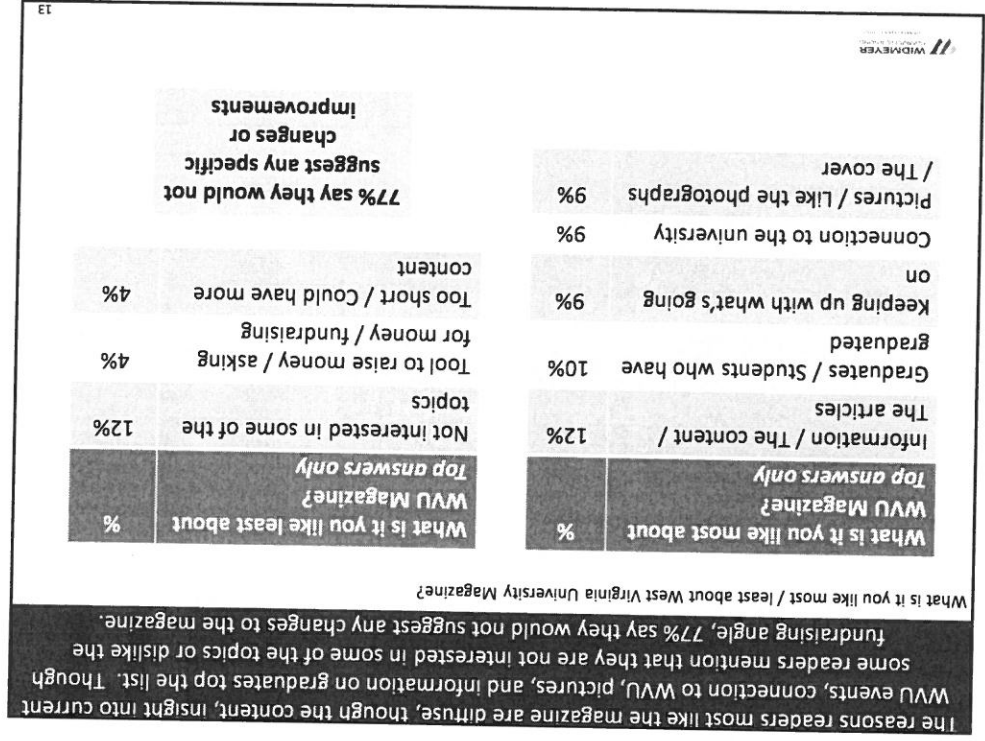 The reasons readers most like the magazine are diffuse, though the content, insight into current
WVU events, connection to WVU, pictures, and information on graduates top the list. Though
some readers mention that they are not interested in some of the topics or dislike the
fundraising angle, 77% say they would not suggest any changes to the magazine.
What is it you like most / least about West Virginia University Magazine?
What is it you like most about %
WVU Magazine?
Top answers only
Information / The content / 12%
The articles
Graduates / Students who have 10%
graduated
Keeping up with what's going 9%
on
Connection to the university 9%
Pictures / Like the photographs 9%
/ The cover
What is it you like least about %
WVU Magazine?
Top answers only
Not interested in some of the 12%
topics
Tool to raise money / asking 4%
for money / fundraising
Too short / Could have more 4%
content
77% say they would not
suggest any specific
changes or
improvements
WIDMEYER
13